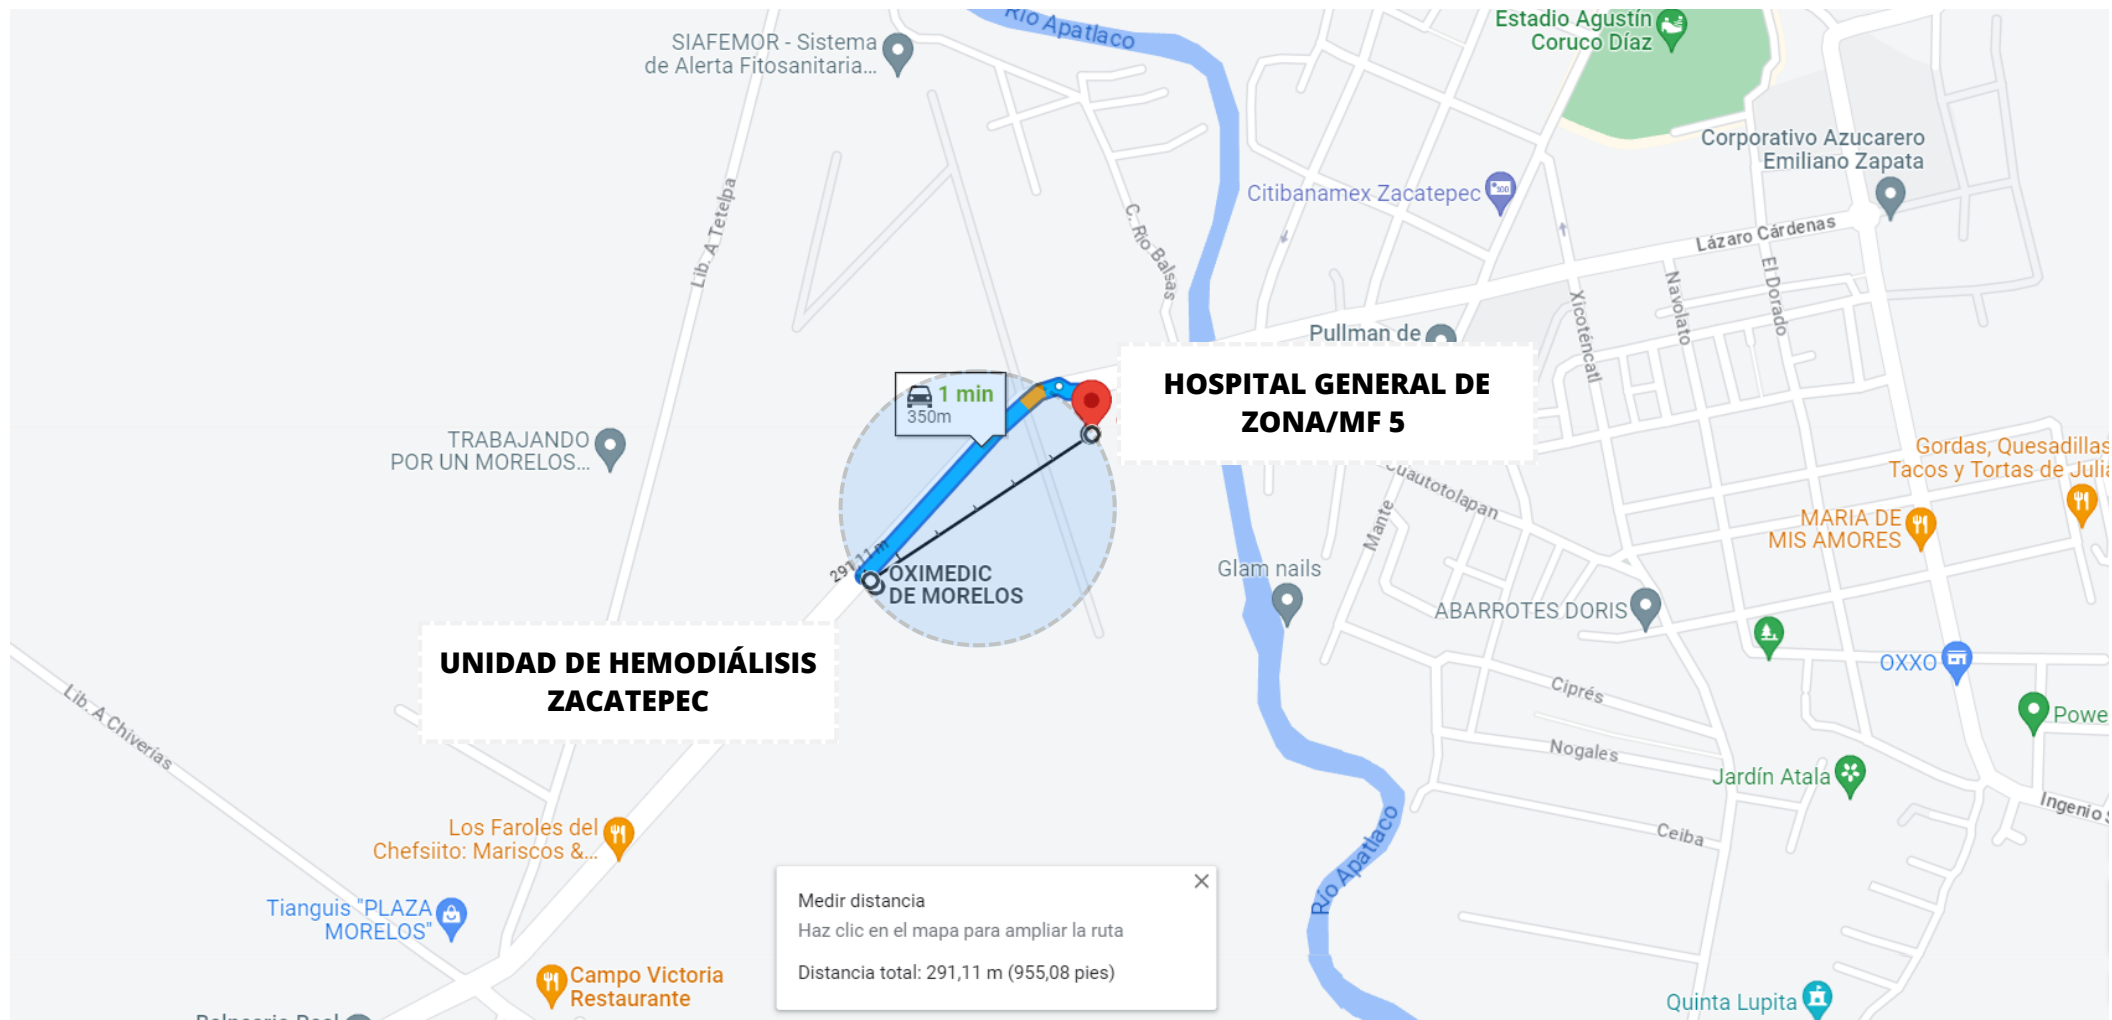 Río Apatlaco
Estadio Agustín
Coruco Díaz
SIAFEMOR - Sistema
de Alerta Fitosanitaria...
Corporativo Azucarero
Emiliano Zapata
Citibanamex Zacatepec
Lib. A Tetelpa
C. Río Balsas
Lázaro Cárdenas
El Dorado
Navolato
Xicoténcatl
Pullman de
HOSPITAL GENERAL DE
ZONA/MF 5
1 min
350m
TRABAJANDO
POR UN MORELOS...
Gordas, Quesadillas
Tacos y Tortas de Juli
Cuautotolapan
Mante
MARIA DE
MIS AMORES
291,11 m
OXIMEDIC
DE MORELOS
Glam nails
ABARROTES DORIS
UNIDAD DE HEMODIÁLISIS
ZACATEPEC
OXXO
Lib. A Chiverias
Ciprés
Powe
Nogales
Jardín Atala
Ingenio S
Los Faroles del
Chefsiito: Mariscos &...
Ceiba
Río Apatlaco
Tianguis "PLAZA
MORELOS"
Medir distancia
Haz clic en el mapa para ampliar la ruta
Distancia total: 291,11 m (955,08 pies)
Campo Victoria
Restaurante
Quinta Lupita